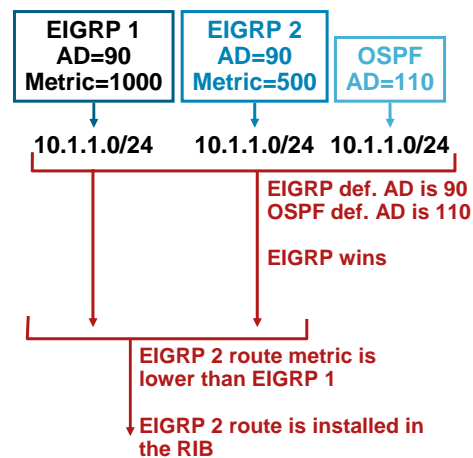 EIGRP 1
AD=90
Metric=1000
EIGRP 2
AD=90
Metric=500
OSPF
AD=110
10.1.1.0/24
10.1.1.0/24
10.1.1.0/24
EIGRP def. AD is 90
OSPF def. AD is 110
EIGRP wins
EIGRP 2 route metric is
lower than EIGRP 1
EIGRP 2 route is installed in
the RIB